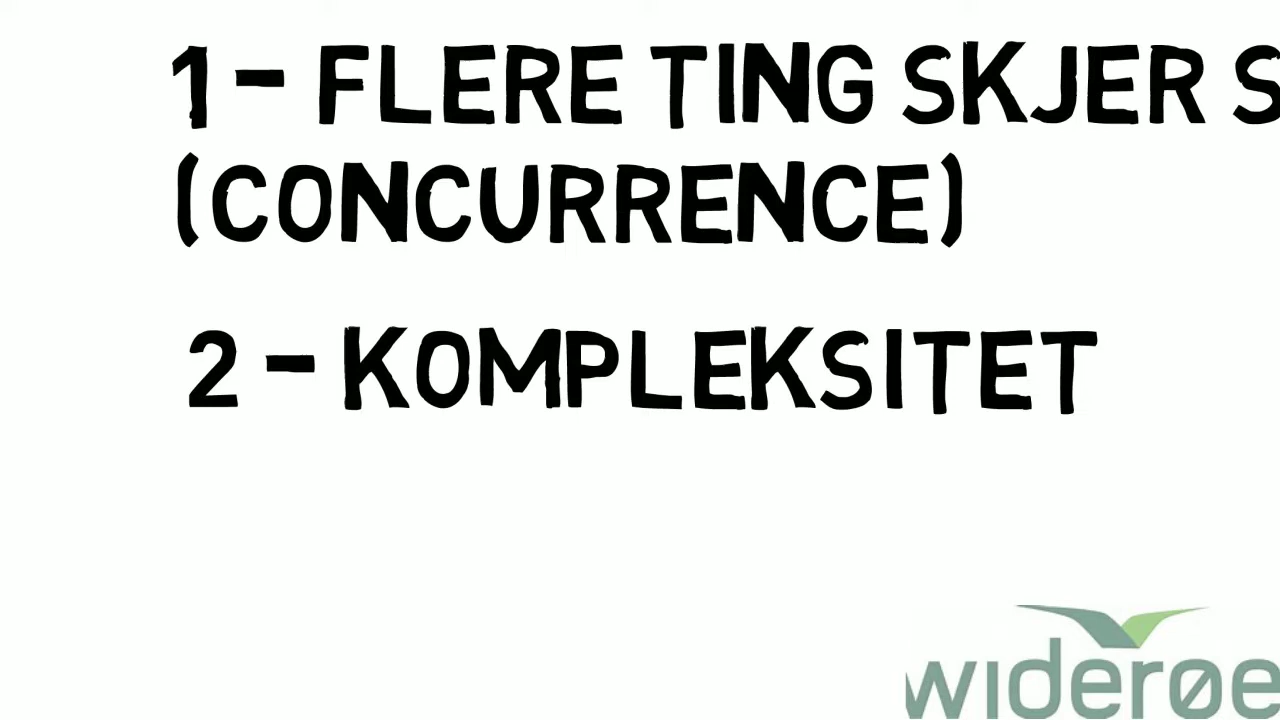 1 - FLERE TING SKJER S
(CONCURRENCE)
2 - KOMPLEKSITET
widerøe